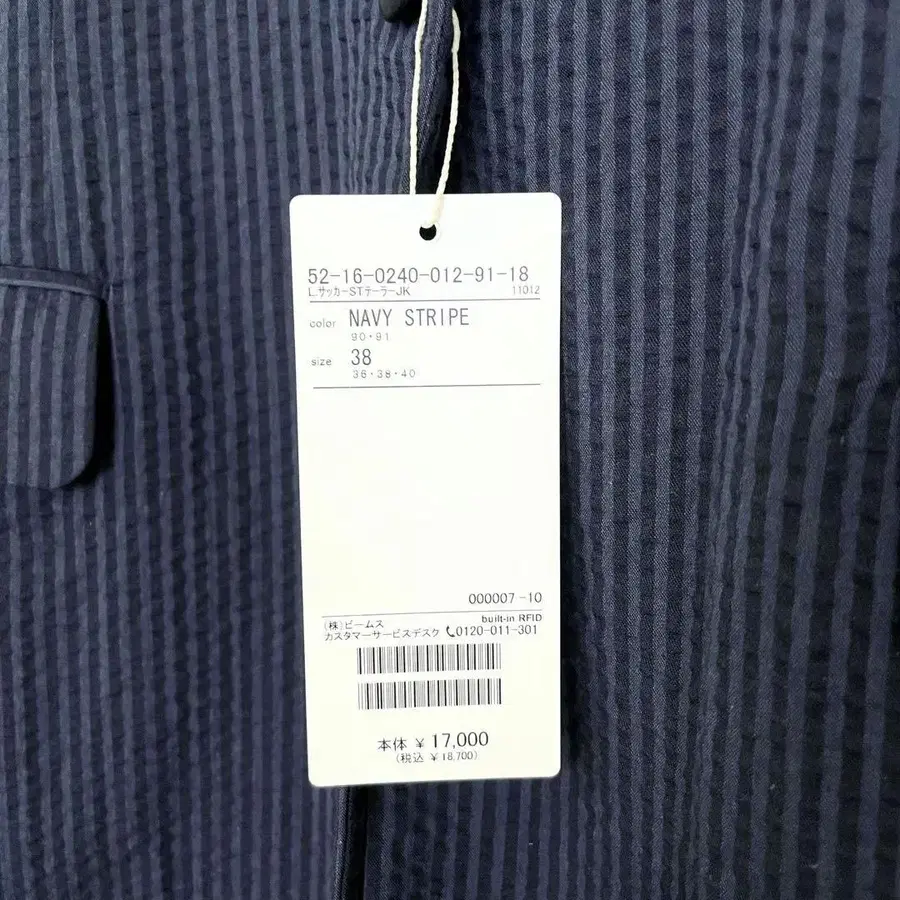 52-16-0240-012-91-18
L.サッカーSTテーラーJK 11012
color NAVY STRIPE
90・91
size 38
36・38・40
000007 -10
built-in RFID
(株)ビームス
カスタマーサービスデスク 0120-011-301
本体 ¥ 17,000
(税込 ¥ 18,700)